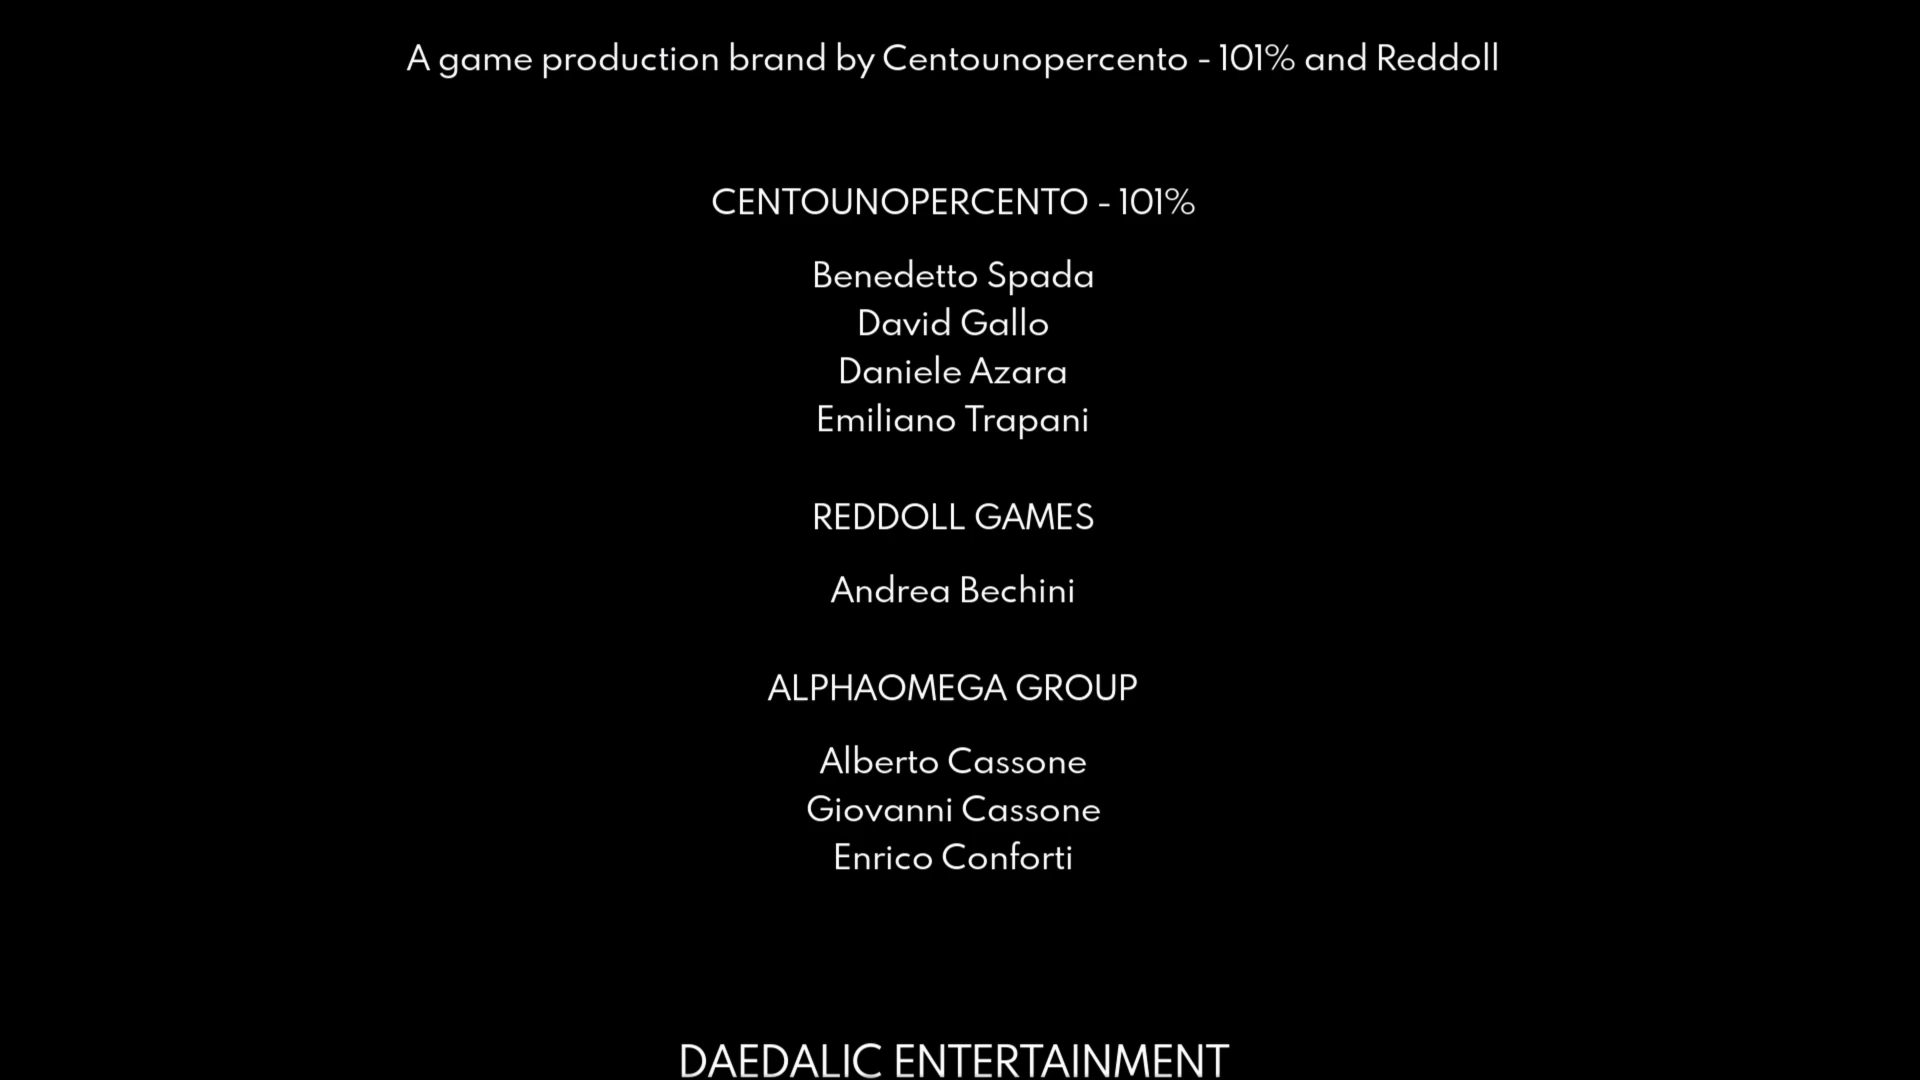 A game production brand by Centounopercento - 101% and Reddoll
CENTOUNOPERCENTO - 101%
Benedetto Spada
David Gallo
Daniele Azara
Emiliano Trapani
REDDOLL GAMES
Andrea Bechini
ALPHAOMEGA GROUP
Alberto Cassone
Giovanni Cassone
Enrico Conforti
DAEDALIC ENTERTAINMENT